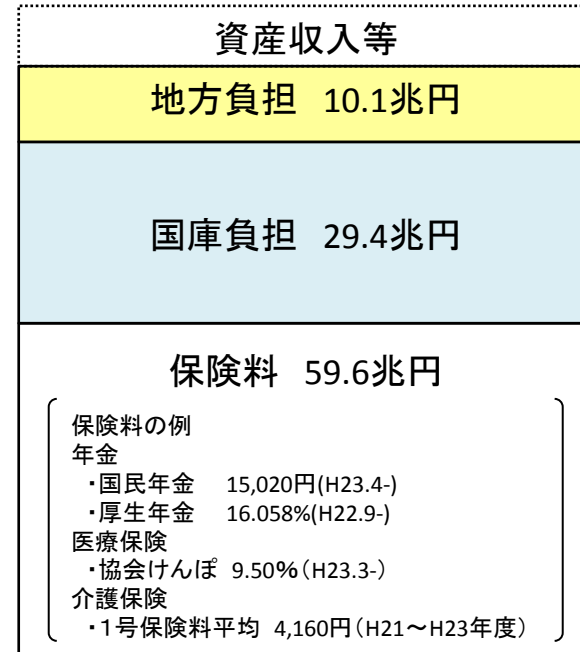 資産収入等
地方負担 10.1兆円
国庫負担 29.4兆円
保険料 59.6兆円
保険料の例
年金
・国民年金 15,020円(H23.4-)
・厚生年金 16.058%(H22.9-)
医療保険
・協会けんぽ 9.50%(H23.3-)
介護保険
・1号保険料平均 4,160円(H21～H23年度)